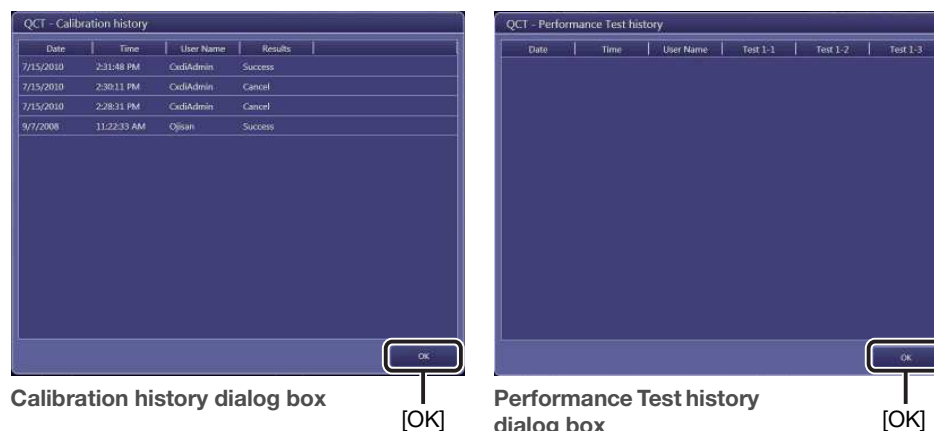 QCT - Calibration history
Date Time User Name Results
7/15/2010 2:31:48 PM CxdiAdmin Success
7/15/2010 2:30:11 PM CxdiAdmin Cancel
7/15/2010 2:28:31 PM CxdiAdmin Cancel
9/7/2008 11:22:33 AM Ojisan Success
OK
Calibration history dialog box
[OK]
QCT - Performance Test history
Date Time User Name Test 1-1 Test 1-2 Test 1-3
OK
Performance Test history
dialog box
[OK]